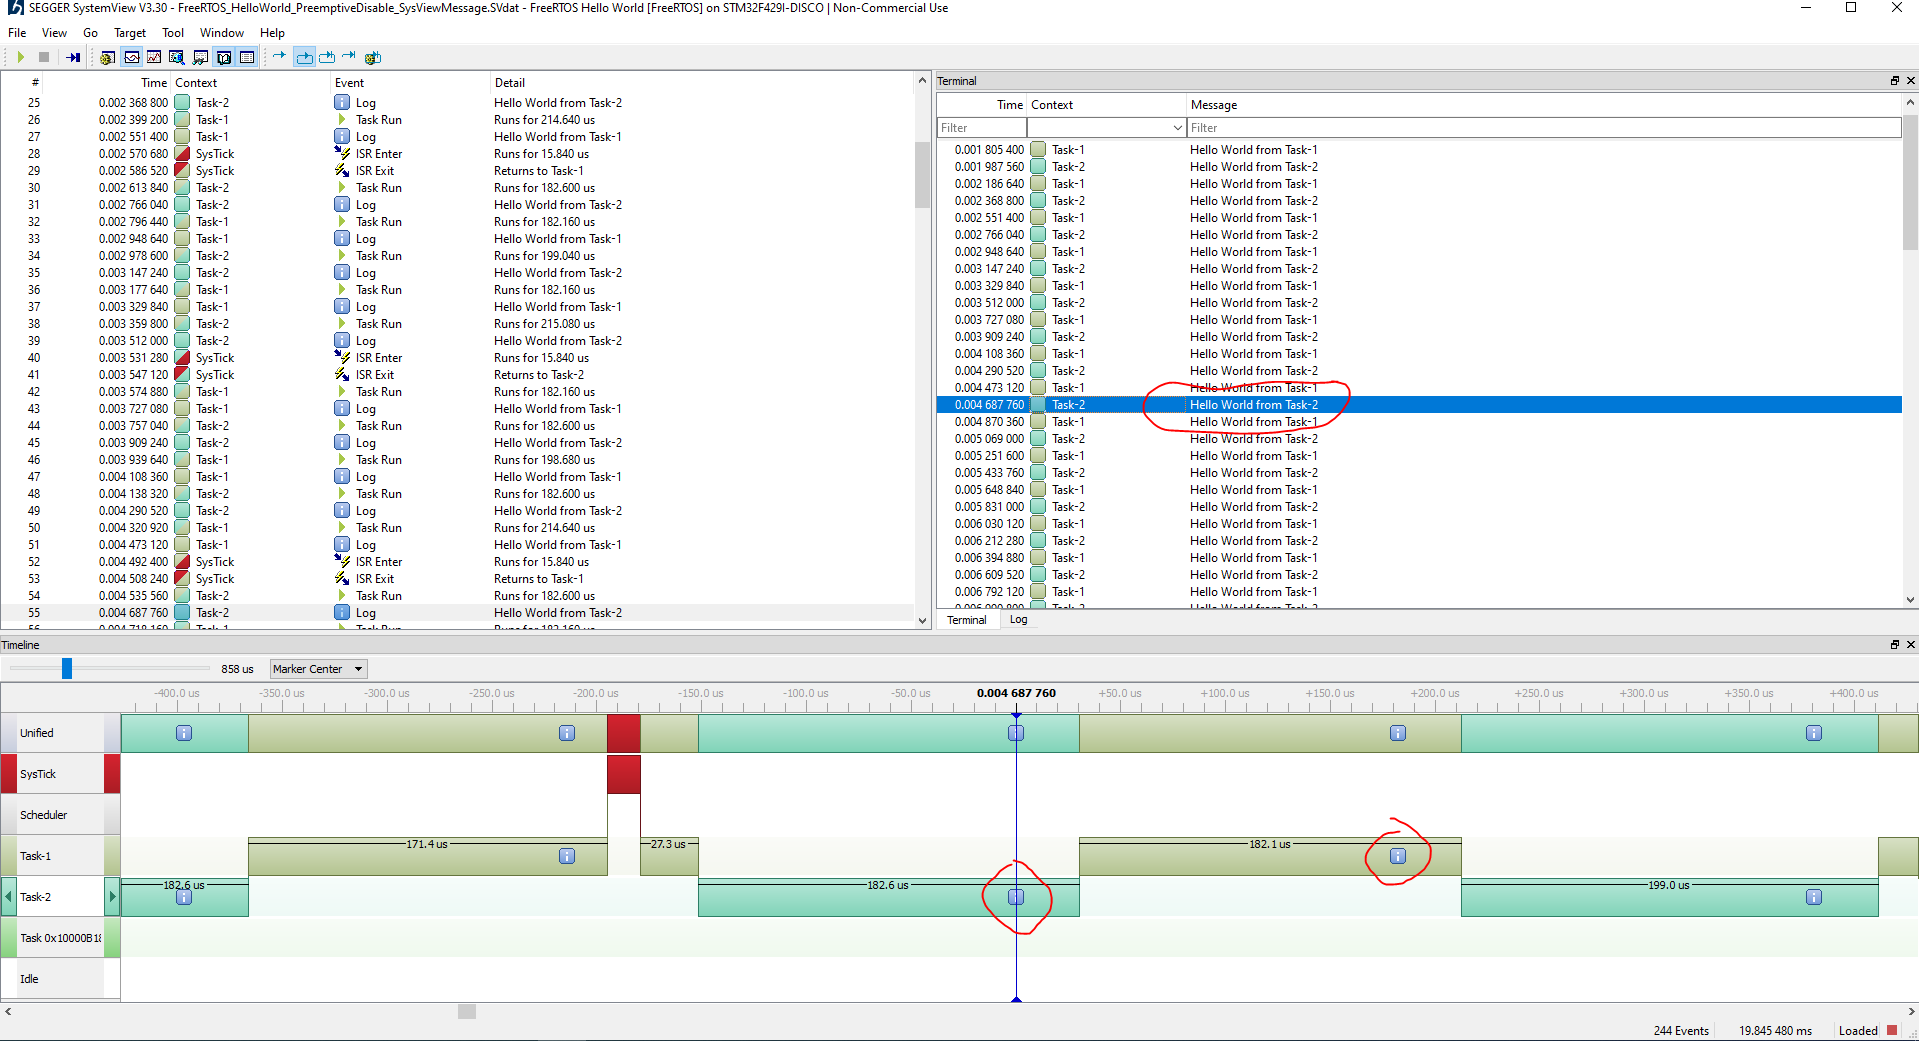 SEGGER SystemView V3.30 - FreeRTOS_HelloWorld_PreemptiveDisable_SysViewMessage.SVdat - FreeRTOS Hello World [FreeRTOS] on STM32F429I-DISCO | Non-Commercial Use
File View Go Target Tool Window Help
# Time Context Event Detail
25 0.002 368 800 Task-2 Log Hello World from Task-2
26 0.002 399 200 Task-1 Task Run Runs for 214.640 us
27 0.002 551 400 Task-1 Log Hello World from Task-1
28 0.002 570 680 SysTick ISR Enter Runs for 15.840 us
29 0.002 586 520 SysTick ISR Exit Returns to Task-1
30 0.002 613 840 Task-2 Task Run Runs for 182.600 us
31 0.002 766 040 Task-2 Log Hello World from Task-2
32 0.002 796 440 Task-1 Task Run Runs for 182.160 us
33 0.002 948 640 Task-1 Log Hello World from Task-1
34 0.002 978 600 Task-2 Task Run Runs for 199.040 us
35 0.003 147 240 Task-2 Log Hello World from Task-2
36 0.003 177 640 Task-1 Task Run Runs for 182.160 us
37 0.003 329 840 Task-1 Log Hello World from Task-1
38 0.003 359 800 Task-2 Task Run Runs for 215.080 us
39 0.003 512 000 Task-2 Log Hello World from Task-2
40 0.003 531 280 SysTick ISR Enter Runs for 15.840 us
41 0.003 547 120 SysTick ISR Exit Returns to Task-2
42 0.003 574 880 Task-1 Task Run Runs for 182.160 us
43 0.003 727 080 Task-1 Log Hello World from Task-1
44 0.003 757 040 Task-2 Task Run Runs for 182.600 us
45 0.003 909 240 Task-2 Log Hello World from Task-2
46 0.003 939 640 Task-1 Task Run Runs for 198.680 us
47 0.004 108 360 Task-1 Log Hello World from Task-1
48 0.004 138 320 Task-2 Task Run Runs for 182.600 us
49 0.004 290 520 Task-2 Log Hello World from Task-2
50 0.004 320 920 Task-1 Task Run Runs for 214.640 us
51 0.004 473 120 Task-1 Log Hello World from Task-1
52 0.004 492 400 SysTick ISR Enter Runs for 15.840 us
53 0.004 508 240 SysTick ISR Exit Returns to Task-1
54 0.004 535 560 Task-2 Task Run Runs for 182.600 us
55 0.004 687 760 Task-2 Log Hello World from Task-2
56 0.004 718 160 Task-1 Task Run Runs for 182.160 us
Terminal
Time Context Message
Filter Filter
0.001 805 400 Task-1 Hello World from Task-1
0.001 987 560 Task-2 Hello World from Task-2
0.002 186 640 Task-1 Hello World from Task-1
0.002 368 800 Task-2 Hello World from Task-2
0.002 551 400 Task-1 Hello World from Task-1
0.002 766 040 Task-2 Hello World from Task-2
0.002 948 640 Task-1 Hello World from Task-1
0.003 147 240 Task-2 Hello World from Task-2
0.003 329 840 Task-1 Hello World from Task-1
0.003 512 000 Task-2 Hello World from Task-2
0.003 727 080 Task-1 Hello World from Task-1
0.003 909 240 Task-2 Hello World from Task-2
0.004 108 360 Task-1 Hello World from Task-1
0.004 290 520 Task-2 Hello World from Task-2
0.004 473 120 Task-1 Hello World from Task-1
0.004 687 760 Task-2 Hello World from Task-2
0.004 870 360 Task-1 Hello World from Task-1
0.005 069 000 Task-2 Hello World from Task-2
0.005 251 600 Task-1 Hello World from Task-1
0.005 433 760 Task-2 Hello World from Task-2
0.005 648 840 Task-1 Hello World from Task-1
0.005 831 000 Task-2 Hello World from Task-2
0.006 030 120 Task-1 Hello World from Task-1
0.006 212 280 Task-2 Hello World from Task-2
0.006 394 880 Task-1 Hello World from Task-1
0.006 609 520 Task-2 Hello World from Task-2
0.006 792 120 Task-1 Hello World from Task-1
Task-2 Hello World from Task-2
Terminal Log
Timeline
858 us Marker Center
-400.0 us -350.0 us -300.0 us -250.0 us -200.0 us -150.0 us -100.0 us -50.0 us 0.004 687 760 +50.0 us +100.0 us +150.0 us +200.0 us +250.0 us +300.0 us +350.0 us +400.0 us
Unified
SysTick
Scheduler
Task-1 171.4 us 27.3 us 182.1 us
Task-2 182.6 us 182.6 us 199.0 us
Task 0x10000B18
Idle
244 Events 19.845 480 ms Loaded